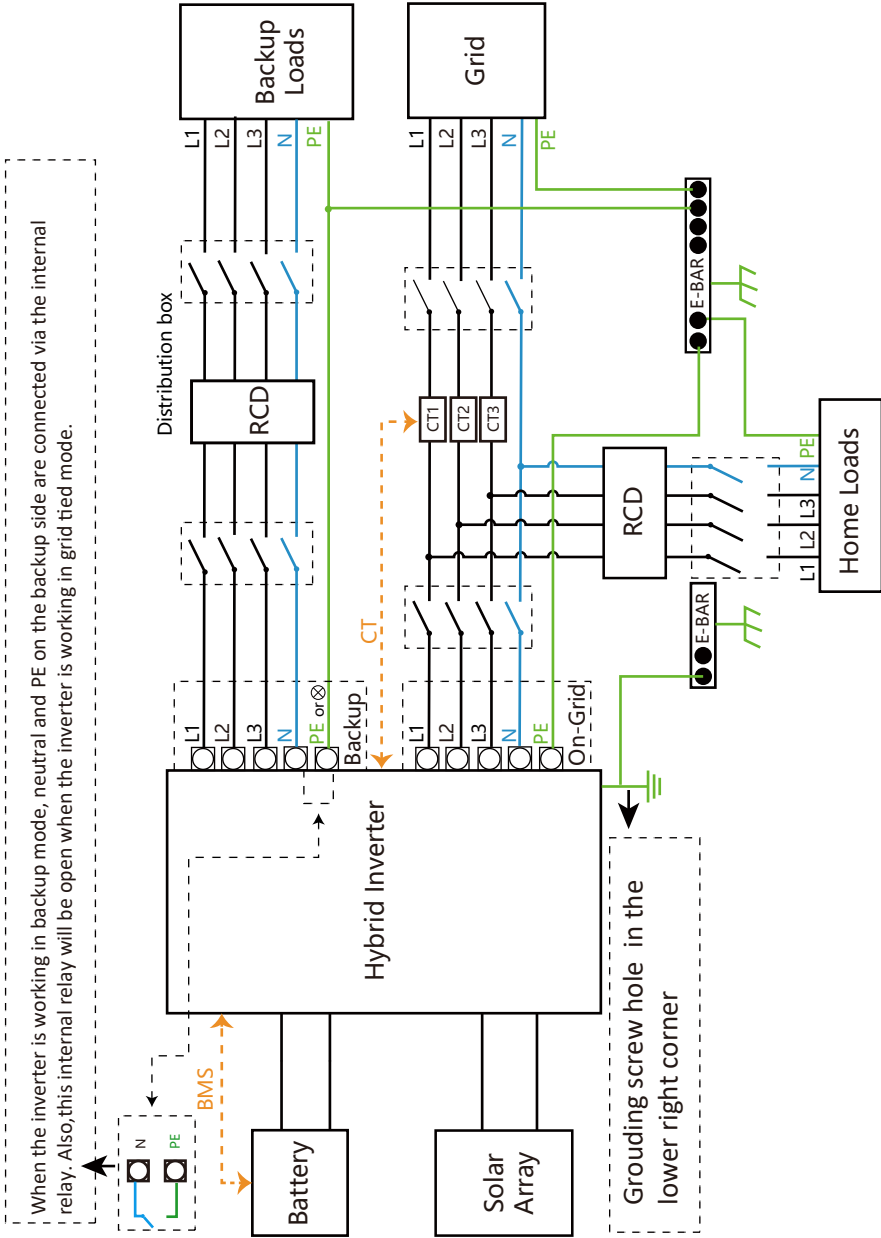 When the inverter is working in backup mode, neutral and PE on the backup side are connected via the internal
relay. Also,this internal relay will be open when the inverter is working in grid tied mode.
N
PE
BMS
Battery
Solar
Array
Hybrid Inverter
Grouding screw hole in the
lower right corner
L1
L2
L3
N
PE or
Backup
CT
L1
L2
L3
N
PE
On-Grid
Distribution box
RCD
CT1
CT2
CT3
RCD
E-BAR
E-BAR
L1
L2
L3
N
PE
Home Loads
L1
L2
L3
N
PE
Backup
Loads
L1
L2
L3
N
PE
Grid